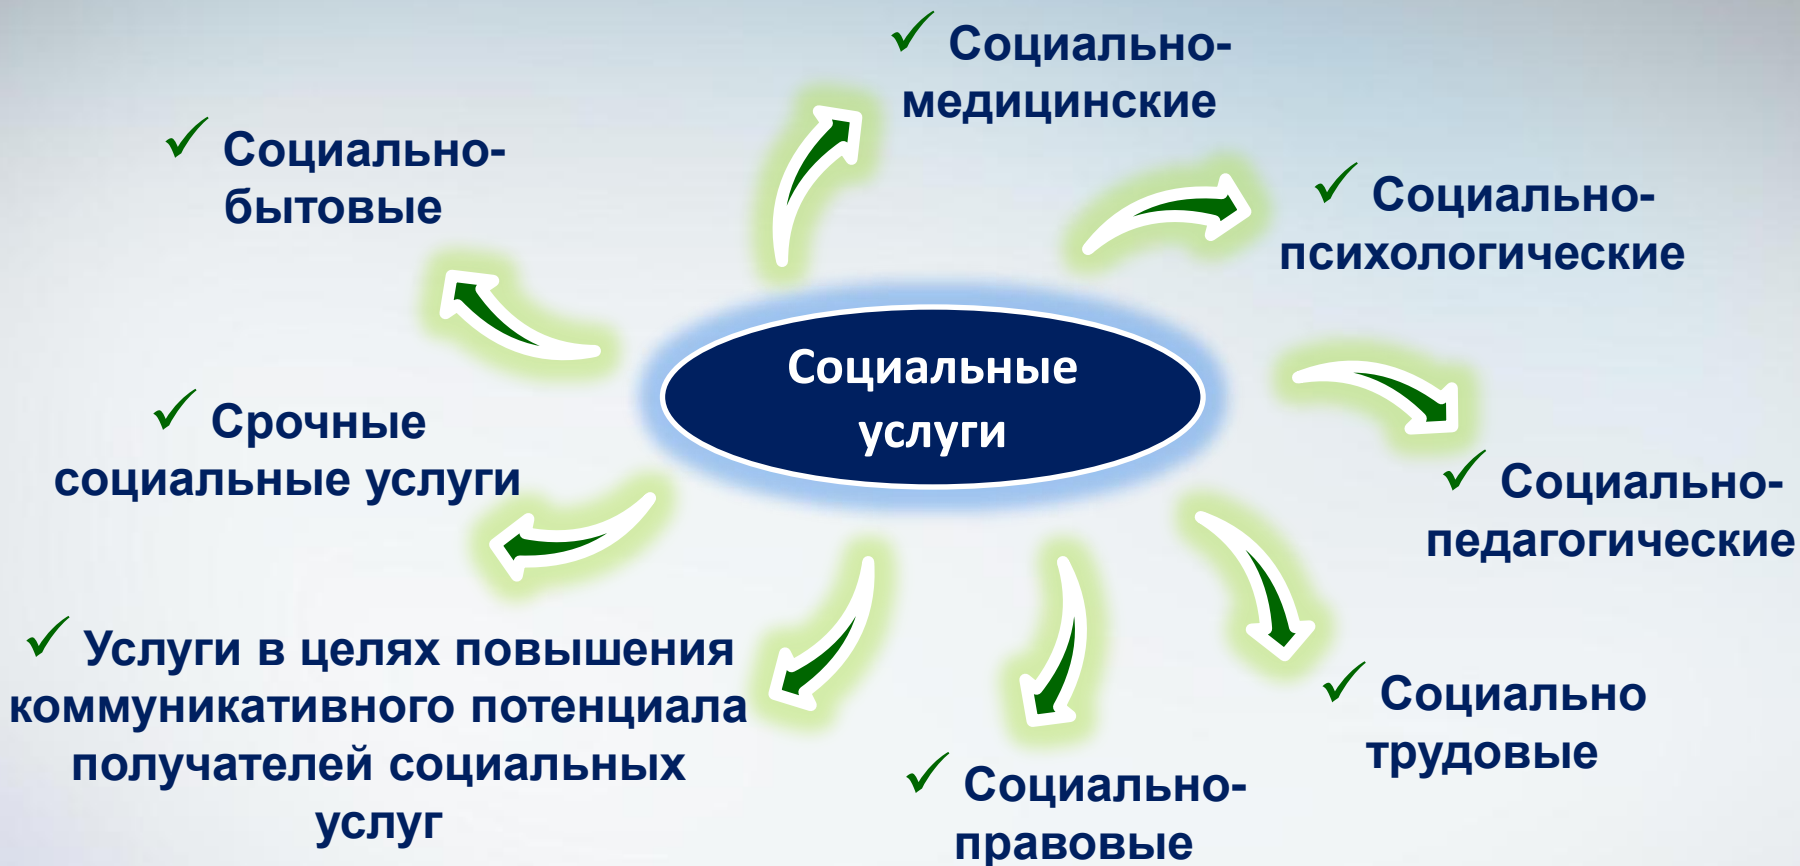 ✓ Социально-
медицинские
✓ Социально-
бытовые
✓ Социально-
психологические
Социальные
услуги
✓ Срочные
социальные услуги
✓ Социально-
педагогические
✓ Услуги в целях повышения
коммуникативного потенциала
получателей социальных
услуг
✓ Социально
трудовые
✓ Социально-
правовые